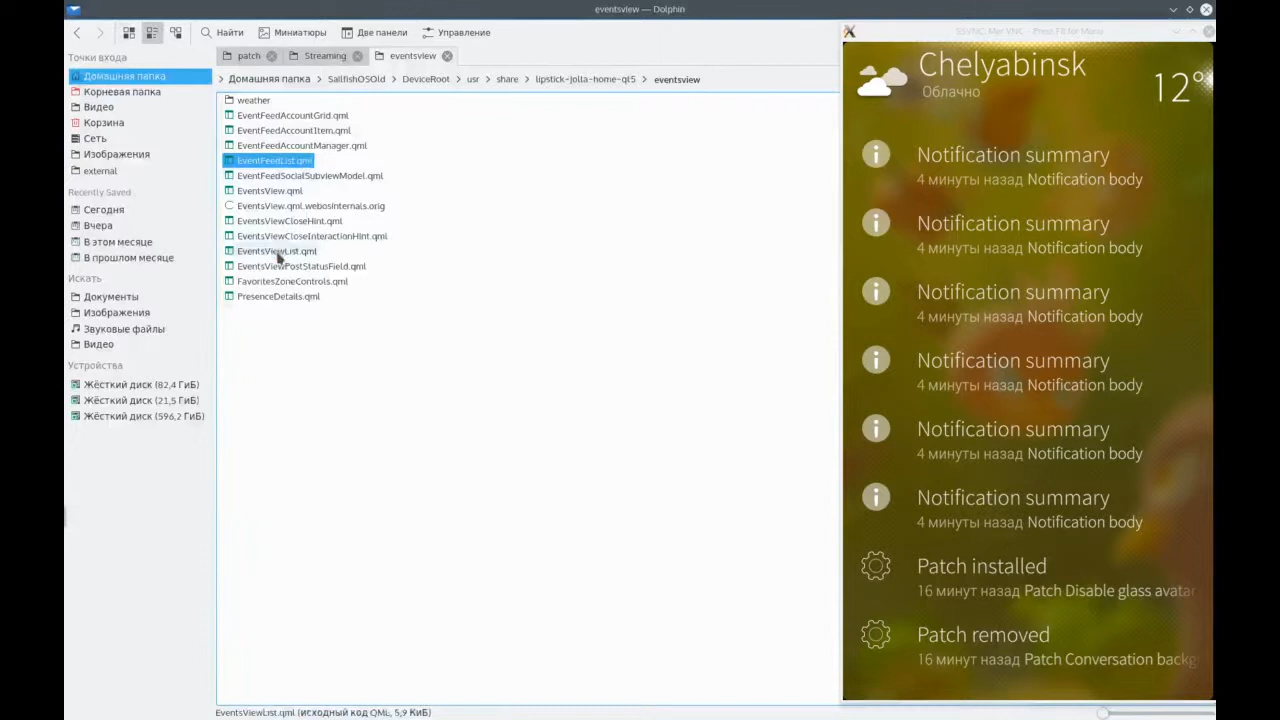 eventsview — Dolphin
Найти
Миниатюры
Две панели
Управление
SSVNC: Mer VNC - Press F8 for Menu
Точки входа
Домашняя папка
Корневая папка
Видео
Корзина
Сеть
Изображения
external
Recently Saved
Сегодня
Вчера
В этом месяце
В прошлом месяце
Искать
Документы
Изображения
Звуковые файлы
Видео
Устройства
Жёсткий диск (82,4 ГиБ)
Жёсткий диск (21,5 ГиБ)
Жёсткий диск (596,2 ГиБ)
patch
Streaming
eventsview
Домашняя папка > SailfishOSOld > DeviceRoot > usr > share > lipstick-jolla-home-qt5 > eventsview
weather
EventFeedAccountGrid.qml
EventFeedAccountItem.qml
EventFeedAccountManager.qml
EventFeedList.qml
EventFeedSocialSubviewModel.qml
EventsView.qml
EventsView.qml.webosinternals.orig
EventsViewCloseHint.qml
EventsViewCloseInteractionHint.qml
EventsViewList.qml
EventsViewPostStatusField.qml
FavoritesZoneControls.qml
PresenceDetails.qml
EventsViewList.qml (исходный код QML, 5,9 КиБ)
Chelyabinsk
Облачно
12°
Notification summary
4 минуты назад Notification body
Notification summary
4 минуты назад Notification body
Notification summary
4 минуты назад Notification body
Notification summary
4 минуты назад Notification body
Notification summary
4 минуты назад Notification body
Notification summary
4 минуты назад Notification body
Patch installed
16 минут назад Patch Disable glass avatar
Patch removed
16 минут назад Patch Conversation backg